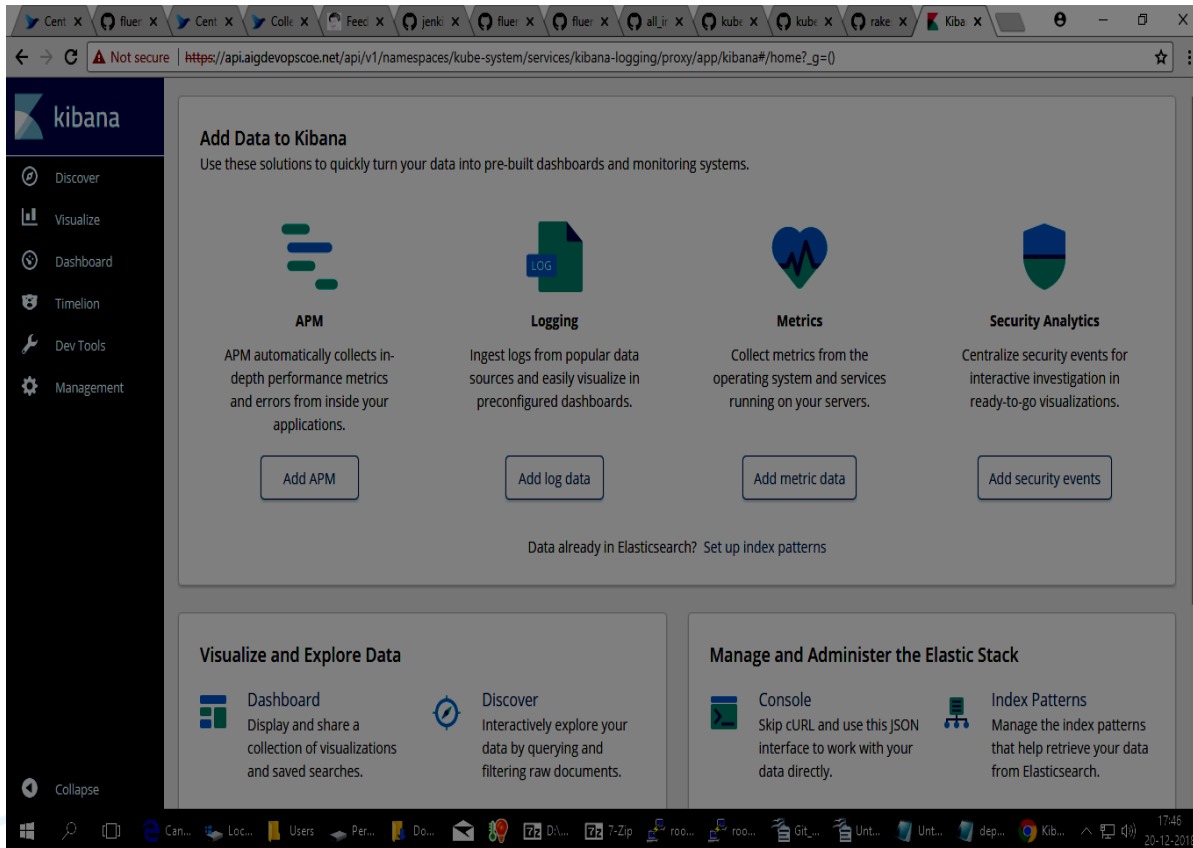 Cent
fluen
Cent
Colle
Feed
jenki
fluer
fluer
all_in
kube
kube
rake
Kiba
Not secure
https://api.aigdevopscoe.net/api/v1/namespaces/kube-system/services/kibana-logging/proxy/app/kibana#/home?_g=()
kibana
Discover
Visualize
Dashboard
Timelion
Dev Tools
Management
Collapse
Add Data to Kibana
Use these solutions to quickly turn your data into pre-built dashboards and monitoring systems.
APM
APM automatically collects in-
depth performance metrics
and errors from inside your
applications.
Add APM
LOG
Logging
Ingest logs from popular data
sources and easily visualize in
preconfigured dashboards.
Add log data
Metrics
Collect metrics from the
operating system and services
running on your servers.
Add metric data
Security Analytics
Centralize security events for
interactive investigation in
ready-to-go visualizations.
Add security events
Data already in Elasticsearch? Set up index patterns
Visualize and Explore Data
Dashboard
Display and share a
collection of visualizations
and saved searches.
Discover
Interactively explore your
data by querying and
filtering raw documents.
Manage and Administer the Elastic Stack
Console
Skip cURL and use this JSON
interface to work with your
data directly.
Index Patterns
Manage the index patterns
that help retrieve your data
from Elasticsearch.
Can...
Loc...
Users
Per...
Do...
7z D:\...
7z 7-Zip
roo...
roo...
Git_...
Unt...
Unt...
dep...
Kib...
17:46
20-12-2018